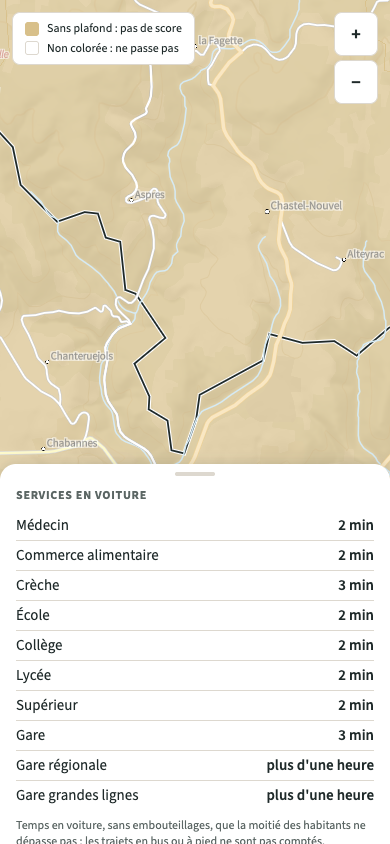 Sans plafond : pas de score
Non colorée : ne passe pas
lle
la Fagette
+
−
Aspres
Chastel-Nouvel
Alteyrac
Chanteruejols
Chabannes
SERVICES EN VOITURE
Médecin 2 min
Commerce alimentaire 2 min
Crèche 3 min
École 2 min
Collège 2 min
Lycée 2 min
Supérieur 2 min
Gare 3 min
Gare régionale plus d'une heure
Gare grandes lignes plus d'une heure
Temps en voiture, sans embouteillages, que la moitié des habitants ne
dépasse pas : les trajets en bus ou à pied ne sont pas comptés.